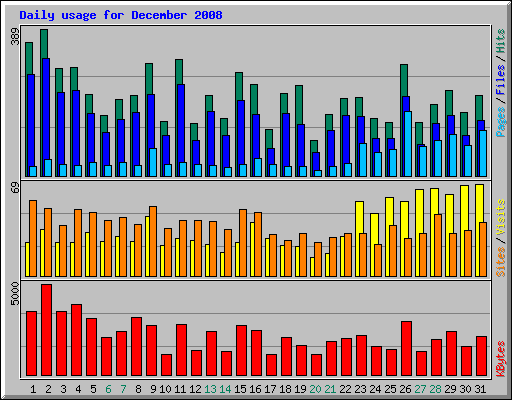 Daily usage for December 2008
389
Pages / Files / Hits
69
Sites / Visits
5000
KBytes
1 2 3 4 5 6 7 8 9 10 11 12 13 14 15 16 17 18 19 20 21 22 23 24 25 26 27 28 29 30 31